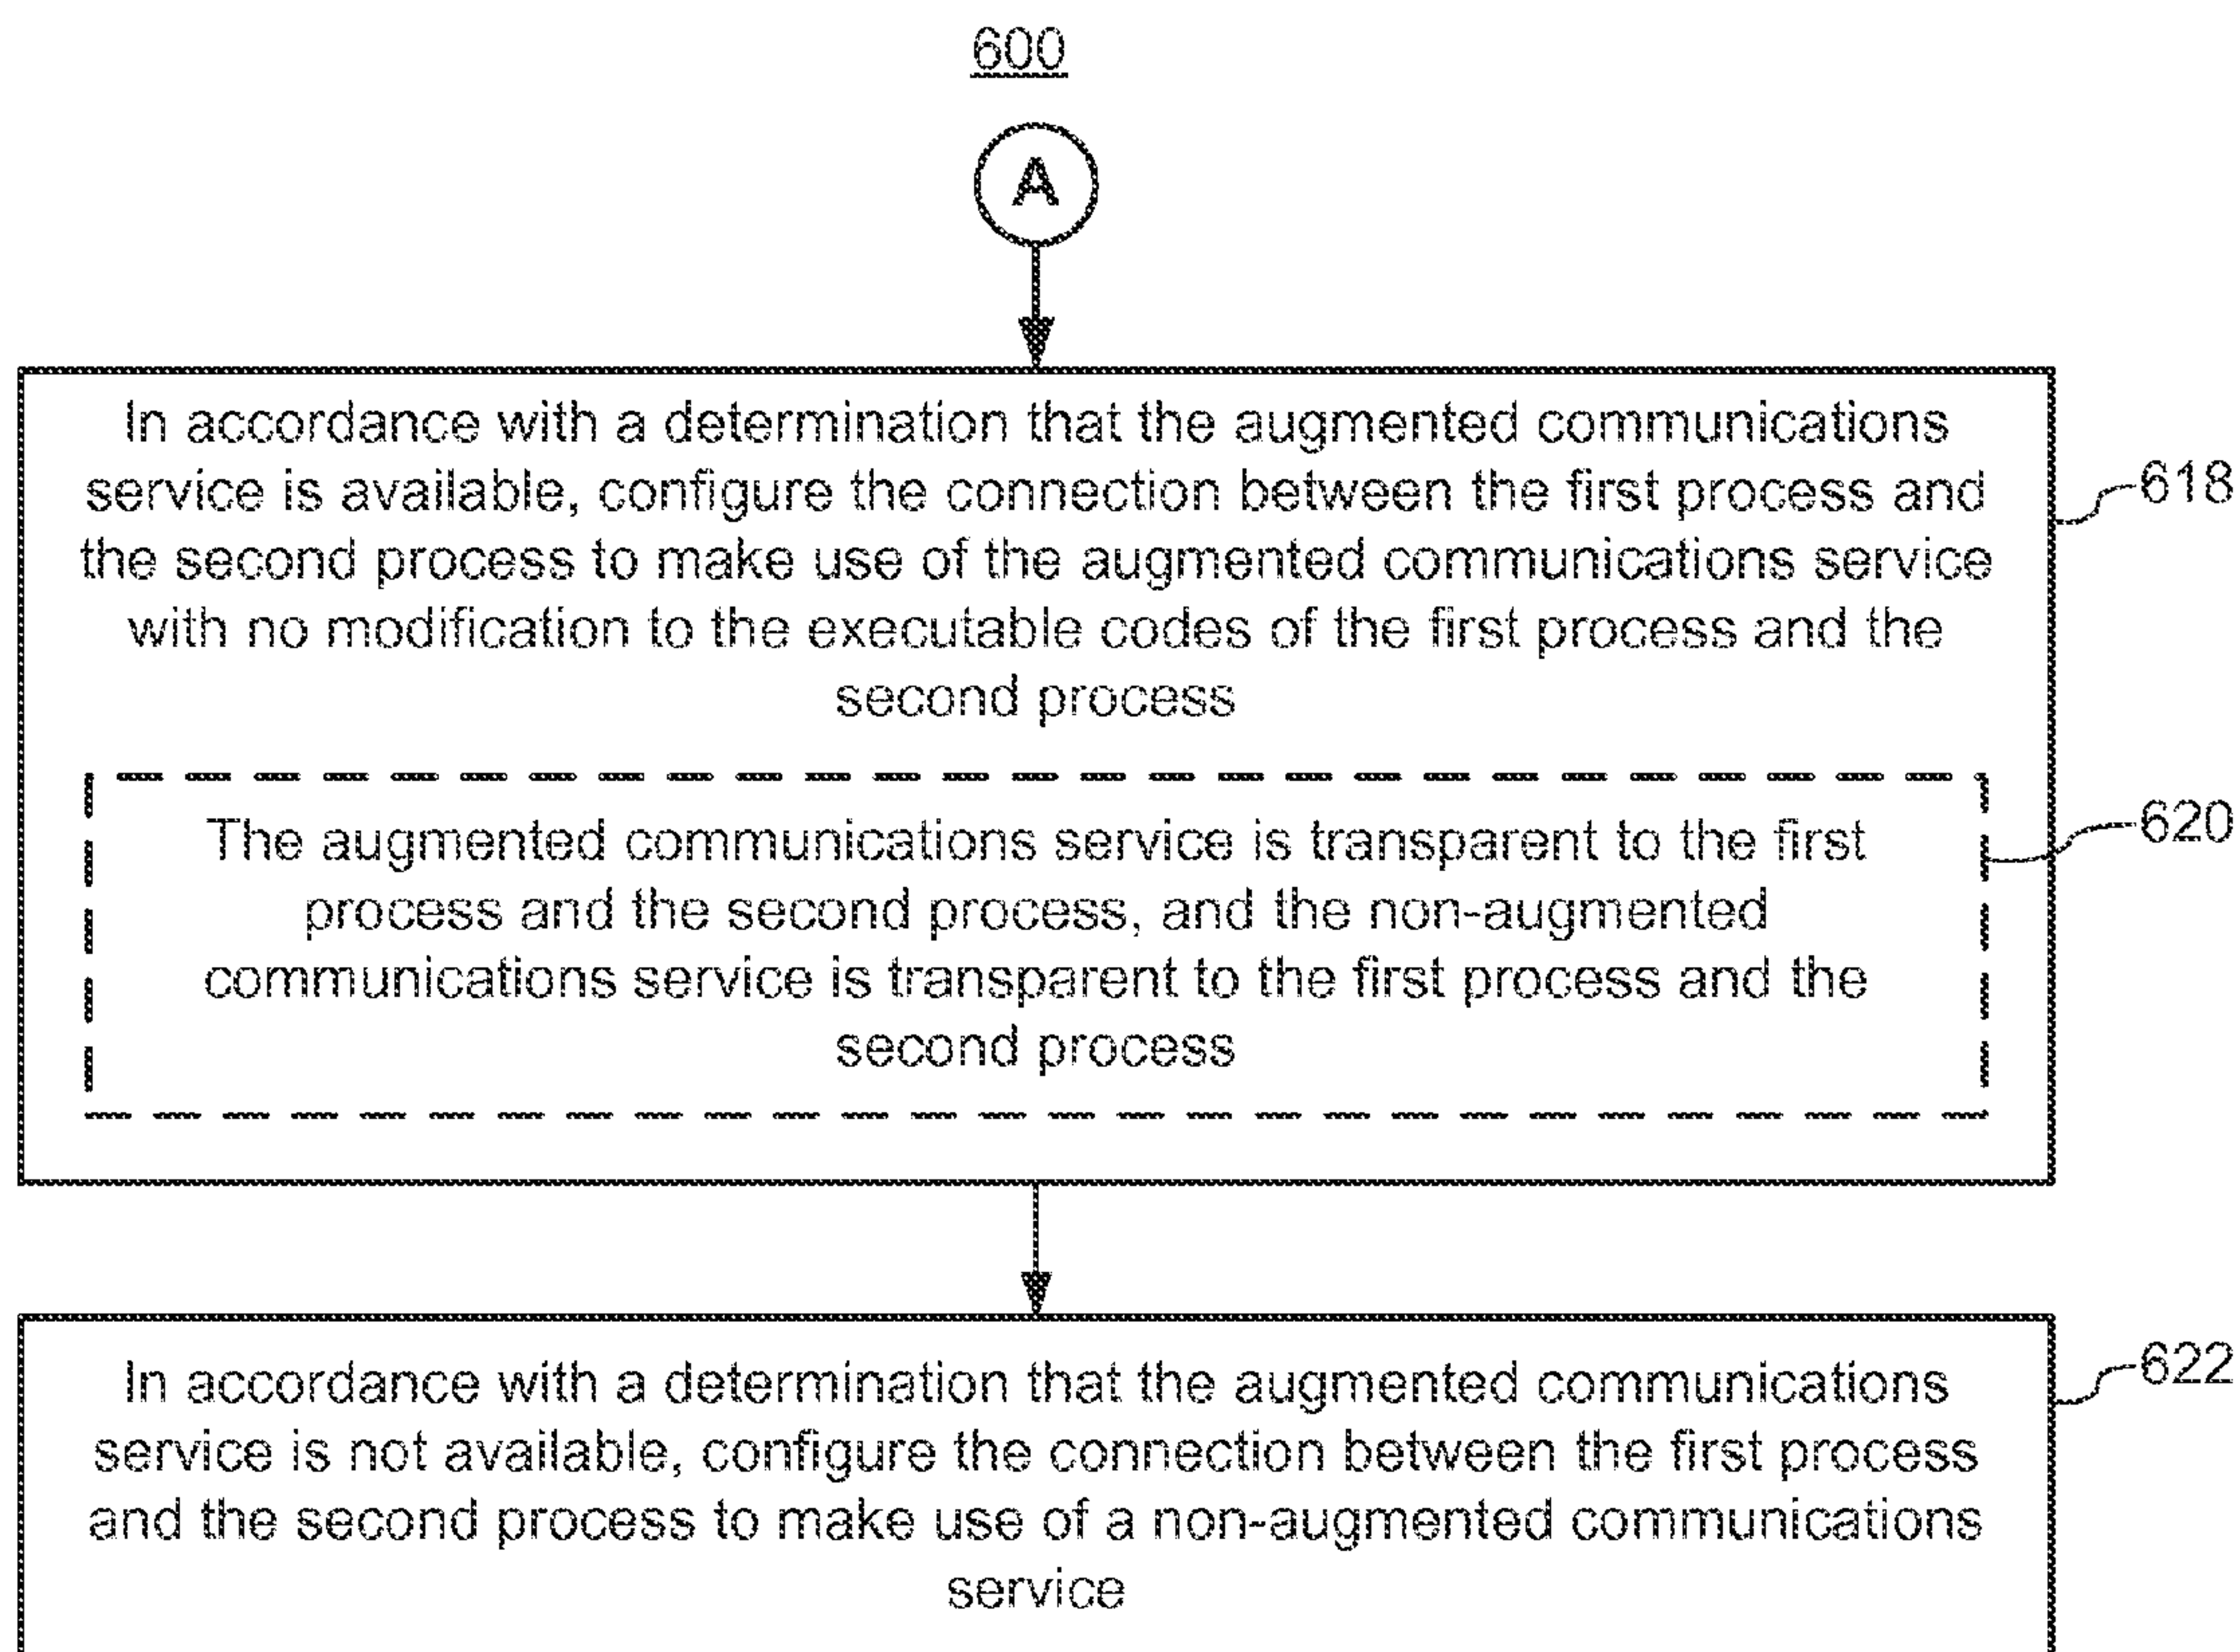 600
A
In accordance with a determination that the augmented communications
service is available, configure the connection between the first process and
the second process to make use of the augmented communications service
with no modification to the executable codes of the first process and the
second process
618
The augmented communications service is transparent to the first
process and the second process, and the non-augmented
communications service is transparent to the first process and the
second process
620
In accordance with a determination that the augmented communications
service is not available, configure the connection between the first process
and the second process to make use of a non-augmented communications
service
622